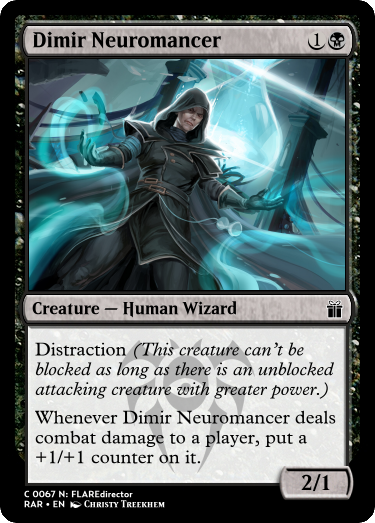 Dimir Neuromancer 1
Creature — Human Wizard
Distraction (This creature can't be
blocked as long as there is an unblocked
attacking creature with greater power.)
Whenever Dimir Neuromancer deals
combat damage to a player, put a
+1/+1 counter on it.
2/1
C 0067 N: FLAREdirector
RAR • EN Christy Treekhem